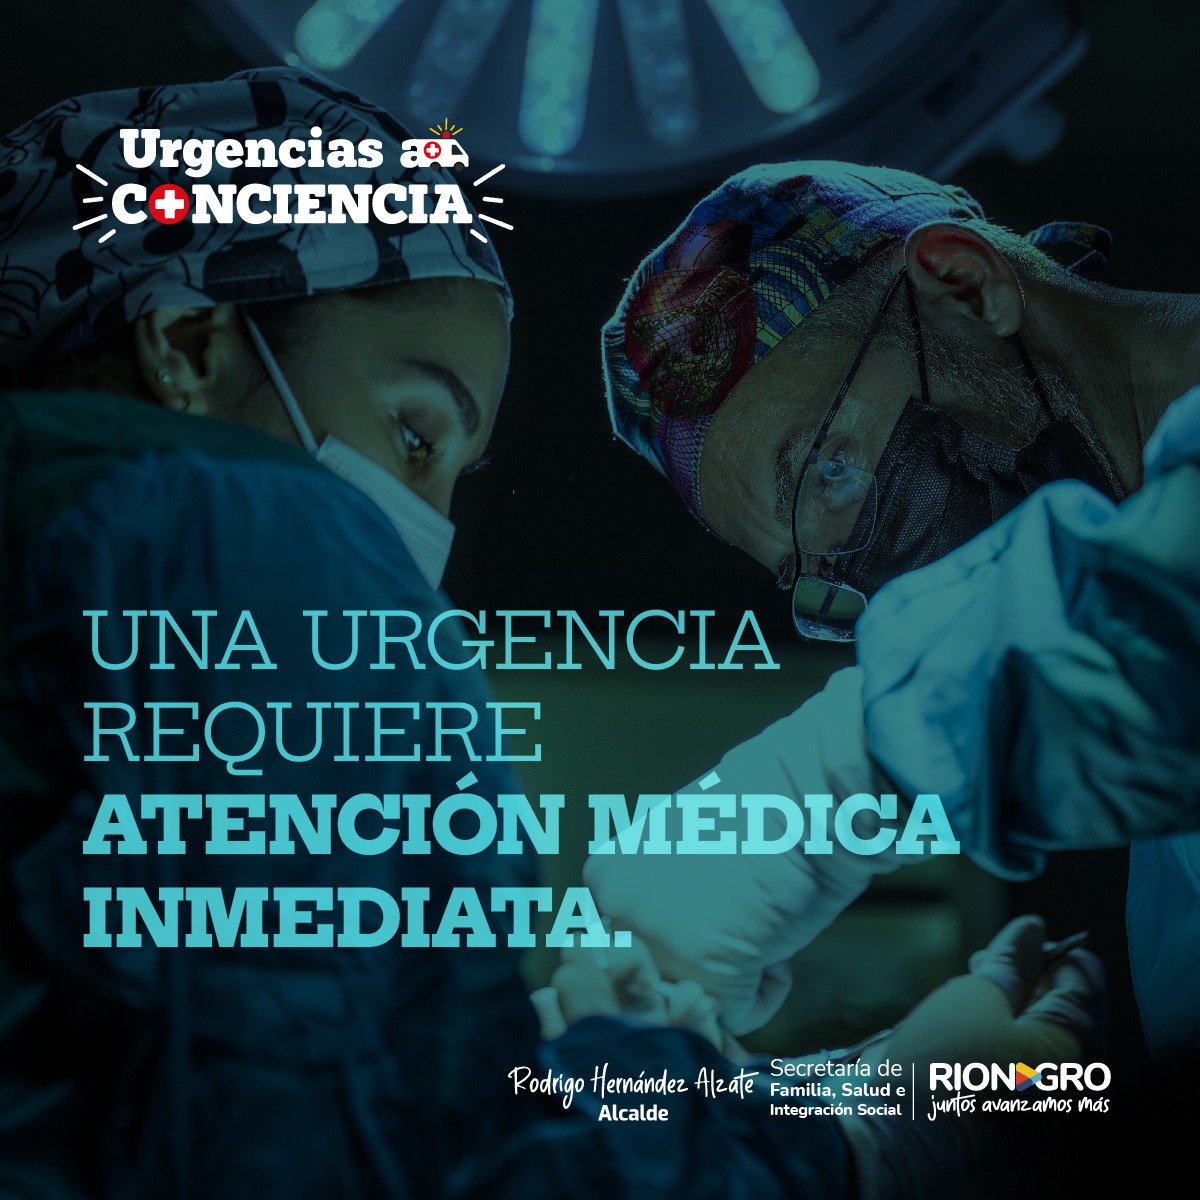 Urgencias a
CONCIENCIA
UNA URGENCIA
REQUIERE
ATENCIÓN MÉDICA
INMEDIATA.
Rodrigo Hernández Alzate
Alcalde
Secretaría de
Familia, Salud e
Integración Social
RIONEGRO
juntos avanzamos más